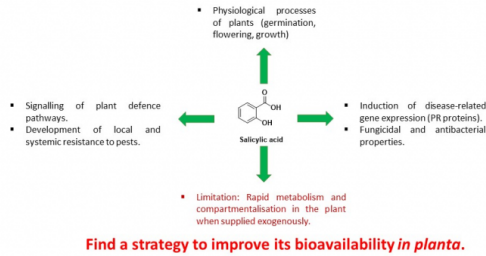 ▪ Physiological processes
of plants (germination,
flowering, growth)
▪ Signalling of plant defence
pathways.
▪ Development of local and
systemic resistance to pests.
O
OH
OH
Salicylic acid
▪ Induction of disease-related
gene expression (PR proteins).
▪ Fungicidal and antibacterial
properties.
▪ Limitation: Rapid metabolism and
compartmentalisation in the plant
when supplied exogenously.
Find a strategy to improve its bioavailability in planta.